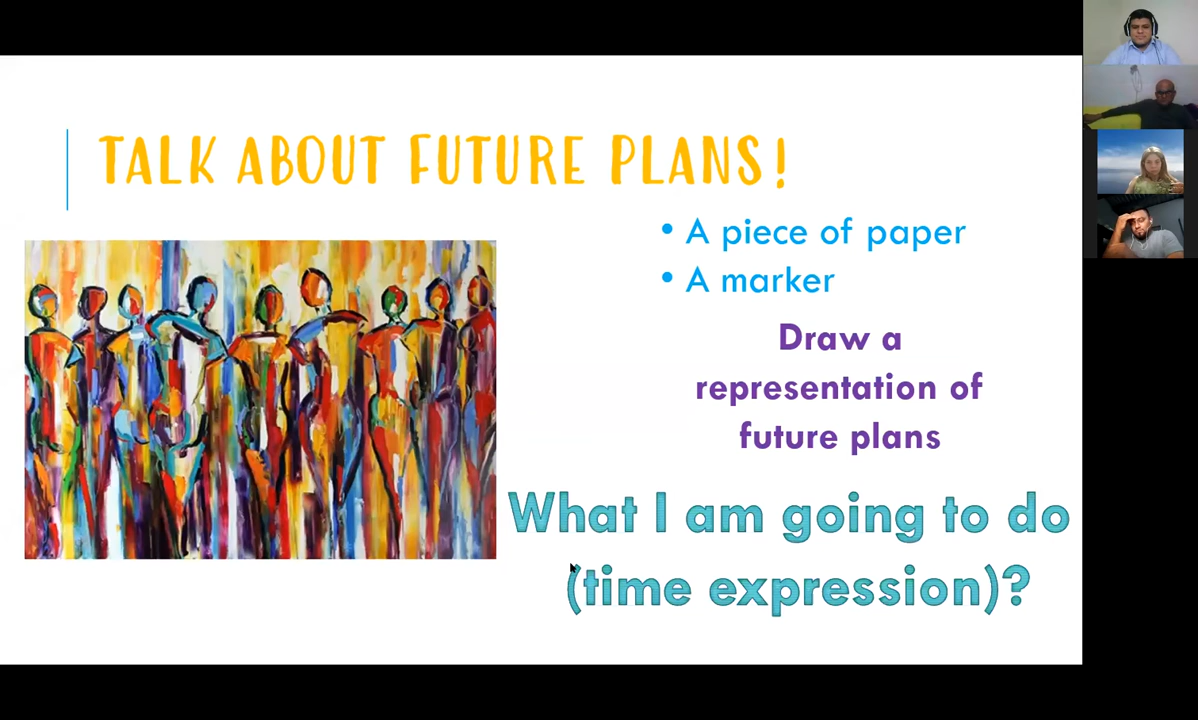 TALK ABOUT FUTURE PLANS!
• A piece of paper
• A marker
Draw a
representation of
future plans
What I am going to do
(time expression)?